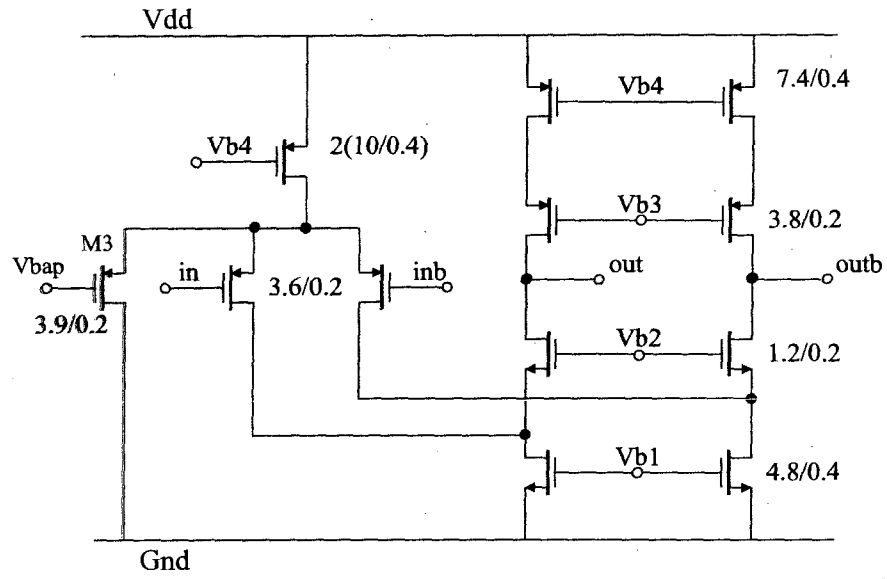 Vdd
Vb4
7.4/0.4
Vb4
2(10/0.4)
Vb3
3.8/0.2
M3
Vbap
in
3.6/0.2
inb
out
outb
3.9/0.2
Vb2
1.2/0.2
Vb1
4.8/0.4
Gnd